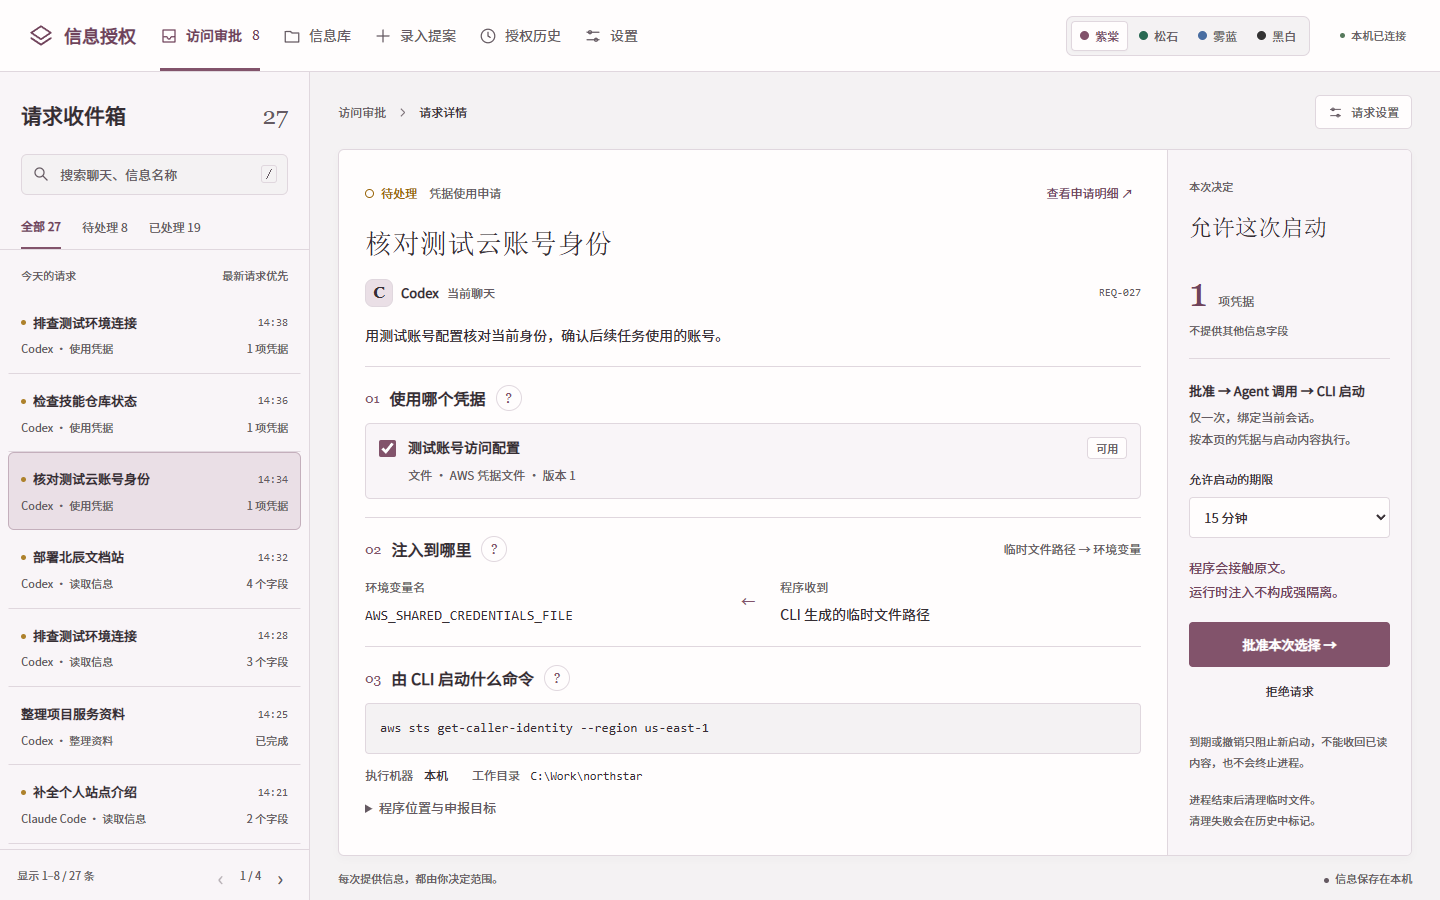 信息授权
访问审批 8
信息库
录入提案
授权历史
设置
紫棠
松石
雾蓝
黑白
本机已连接
请求收件箱 27
搜索聊天、信息名称 /
全部 27 待处理 8 已处理 19
今天的请求 最新请求优先
排查测试环境连接 14:38
Codex · 使用凭据 1 项凭据
检查技能仓库状态 14:36
Codex · 使用凭据 1 项凭据
核对测试云账号身份 14:34
Codex · 使用凭据 1 项凭据
部署北辰文档站 14:32
Codex · 读取信息 4 个字段
排查测试环境连接 14:28
Codex · 读取信息 3 个字段
整理项目服务资料 14:25
Codex · 整理资料 已完成
补全个人站点介绍 14:21
Claude Code · 读取信息 2 个字段
显示 1–8 / 27 条 ‹ 1 / 4 ›
访问审批 > 请求详情
请求设置
待处理 凭据使用申请 查看申请明细 ↗
核对测试云账号身份
C Codex 当前聊天 REQ-027
用测试账号配置核对当前身份，确认后续任务使用的账号。
01 使用哪个凭据 ?
测试账号访问配置 可用
文件 · AWS 凭据文件 · 版本 1
02 注入到哪里 ? 临时文件路径 → 环境变量
环境变量名 ← 程序收到
AWS_SHARED_CREDENTIALS_FILE CLI 生成的临时文件路径
03 由 CLI 启动什么命令 ?
aws sts get-caller-identity --region us-east-1
执行机器 本机 工作目录 C:\Work\northstar
▶ 程序位置与申报目标
本次决定
允许这次启动
1 项凭据
不提供其他信息字段
批准 → Agent 调用 → CLI 启动
仅一次，绑定当前会话。
按本页的凭据与启动内容执行。
允许启动的期限
15 分钟
程序会接触原文。
运行时注入不构成强隔离。
批准本次选择 →
拒绝请求
到期或撤销只阻止新启动，不能收回已读
内容，也不会终止进程。
进程结束后清理临时文件。
清理失败会在历史中标记。
每次提供信息，都由你决定范围。
信息保存在本机